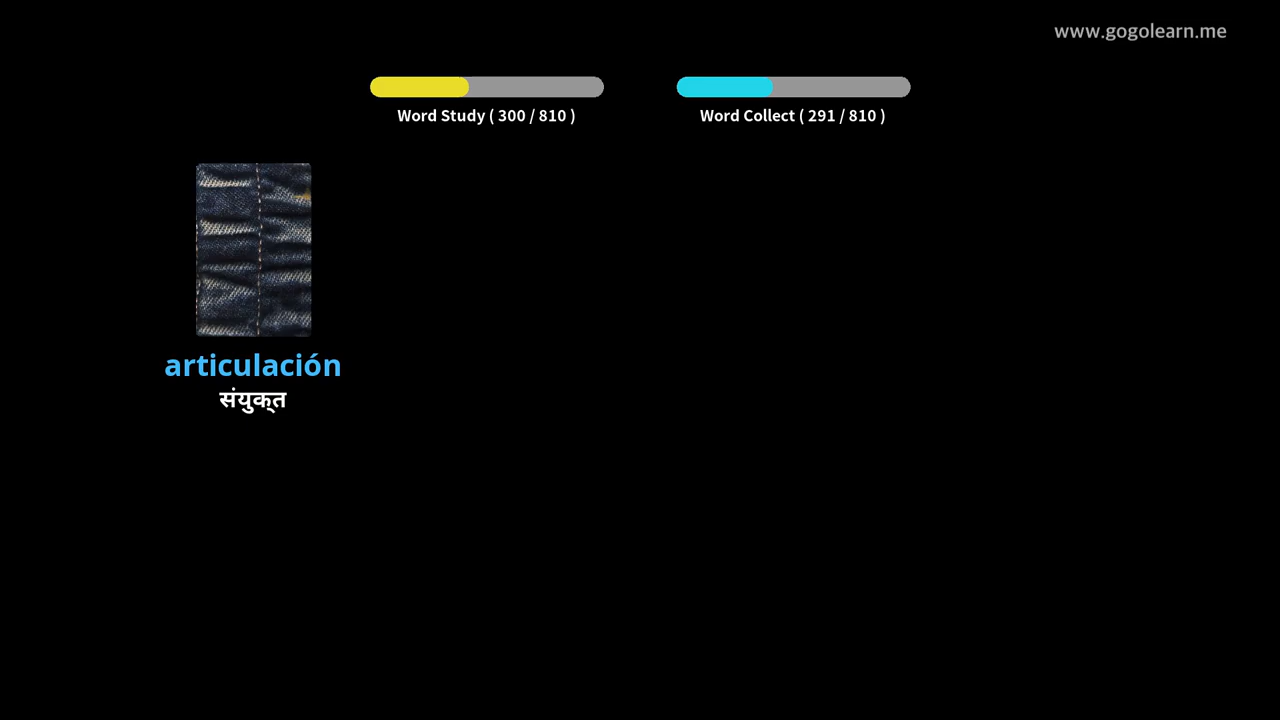 www.gogolearn.me
Word Study ( 300 / 810 )
Word Collect ( 291 / 810 )
articulación
संयुक्त